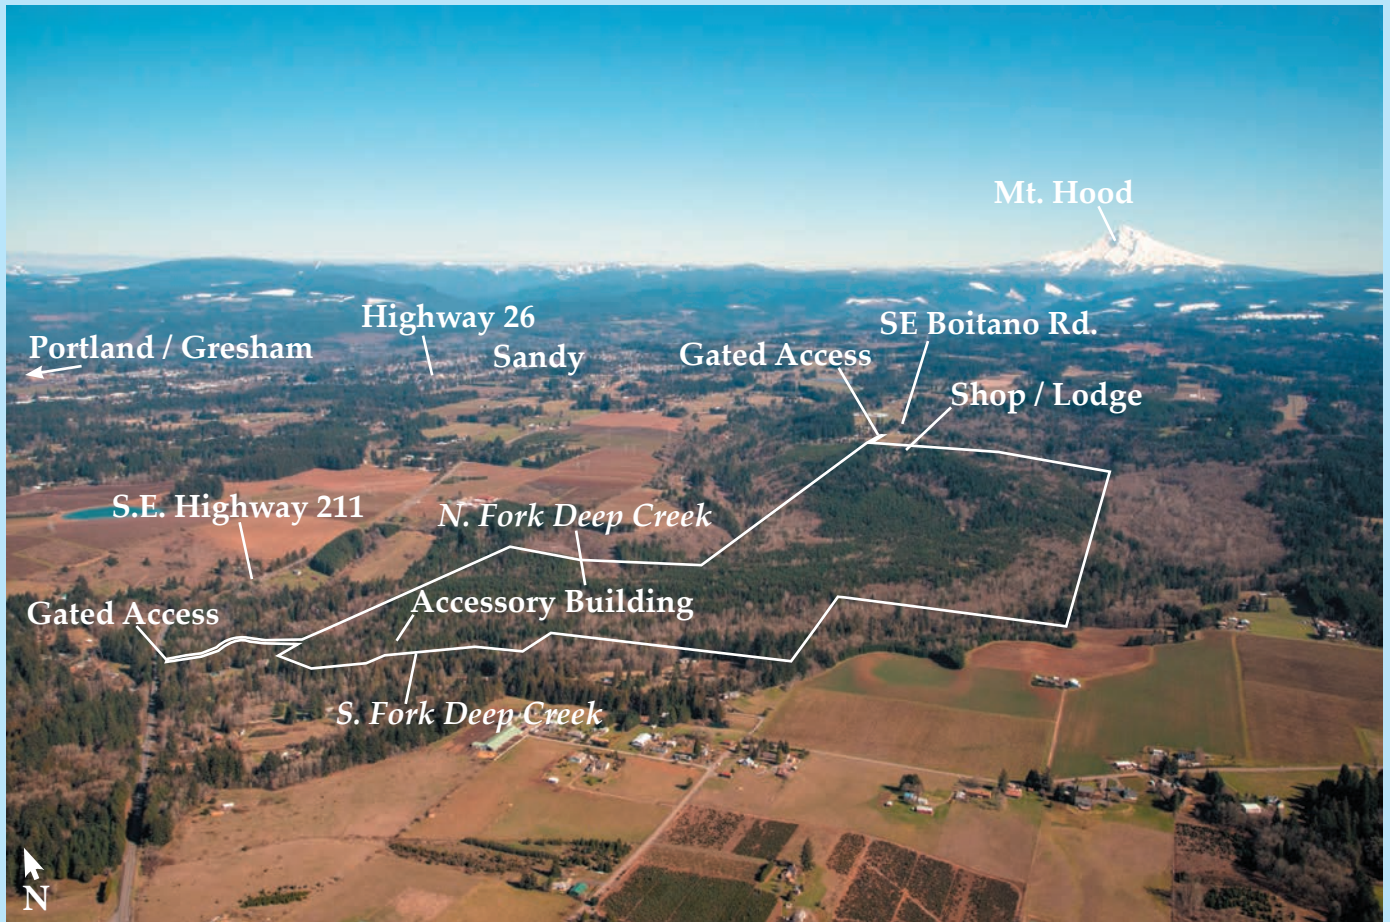 Mt. Hood
Highway 26
SE Boitano Rd.
Portland / Gresham
Sandy
Gated Access
Shop / Lodge
S.E. Highway 211
N. Fork Deep Creek
Gated Access
Accessory Building
S. Fork Deep Creek
N